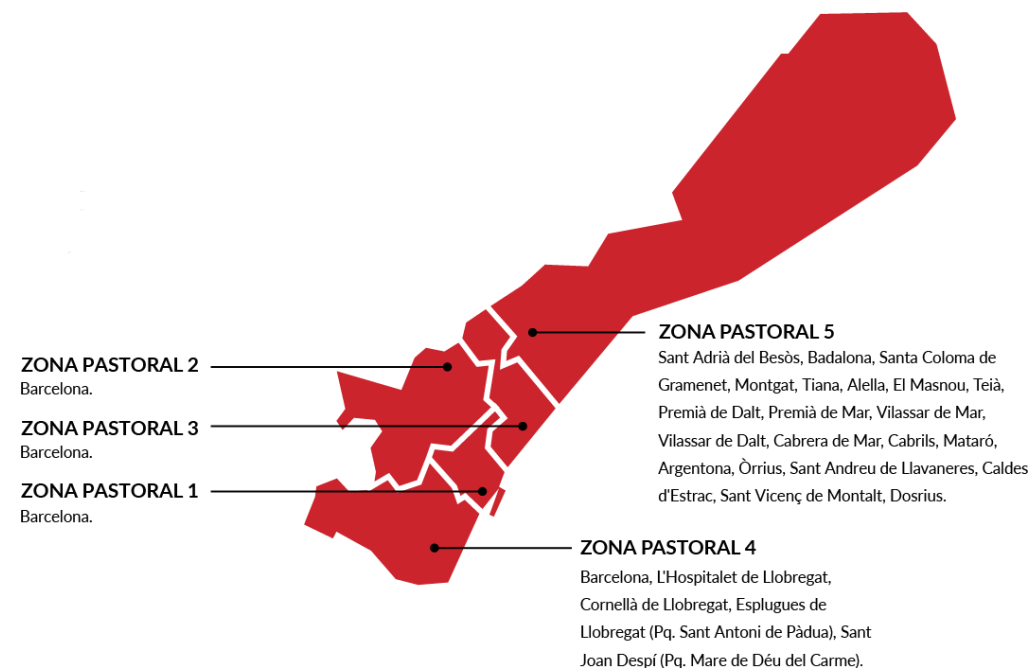 ZONA PASTORAL 2
Barcelona.
ZONA PASTORAL 3
Barcelona.
ZONA PASTORAL 1
Barcelona.
ZONA PASTORAL 5
Sant Adrià del Besòs, Badalona, Santa Coloma de
Gramenet, Montgat, Tiana, Alella, El Masnou, Teià,
Premià de Dalt, Premià de Mar, Vilassar de Mar,
Vilassar de Dalt, Cabrera de Mar, Cabrils, Mataró,
Argentona, Òrrius, Sant Andreu de Llavaneres, Caldes
d'Estrac, Sant Vicenç de Montalt, Dosrius.
ZONA PASTORAL 4
Barcelona, L'Hospitalet de Llobregat,
Cornellà de Llobregat, Esplugues de
Llobregat (Pq. Sant Antoni de Pàdua), Sant
Joan Despí (Pq. Mare de Déu del Carme).